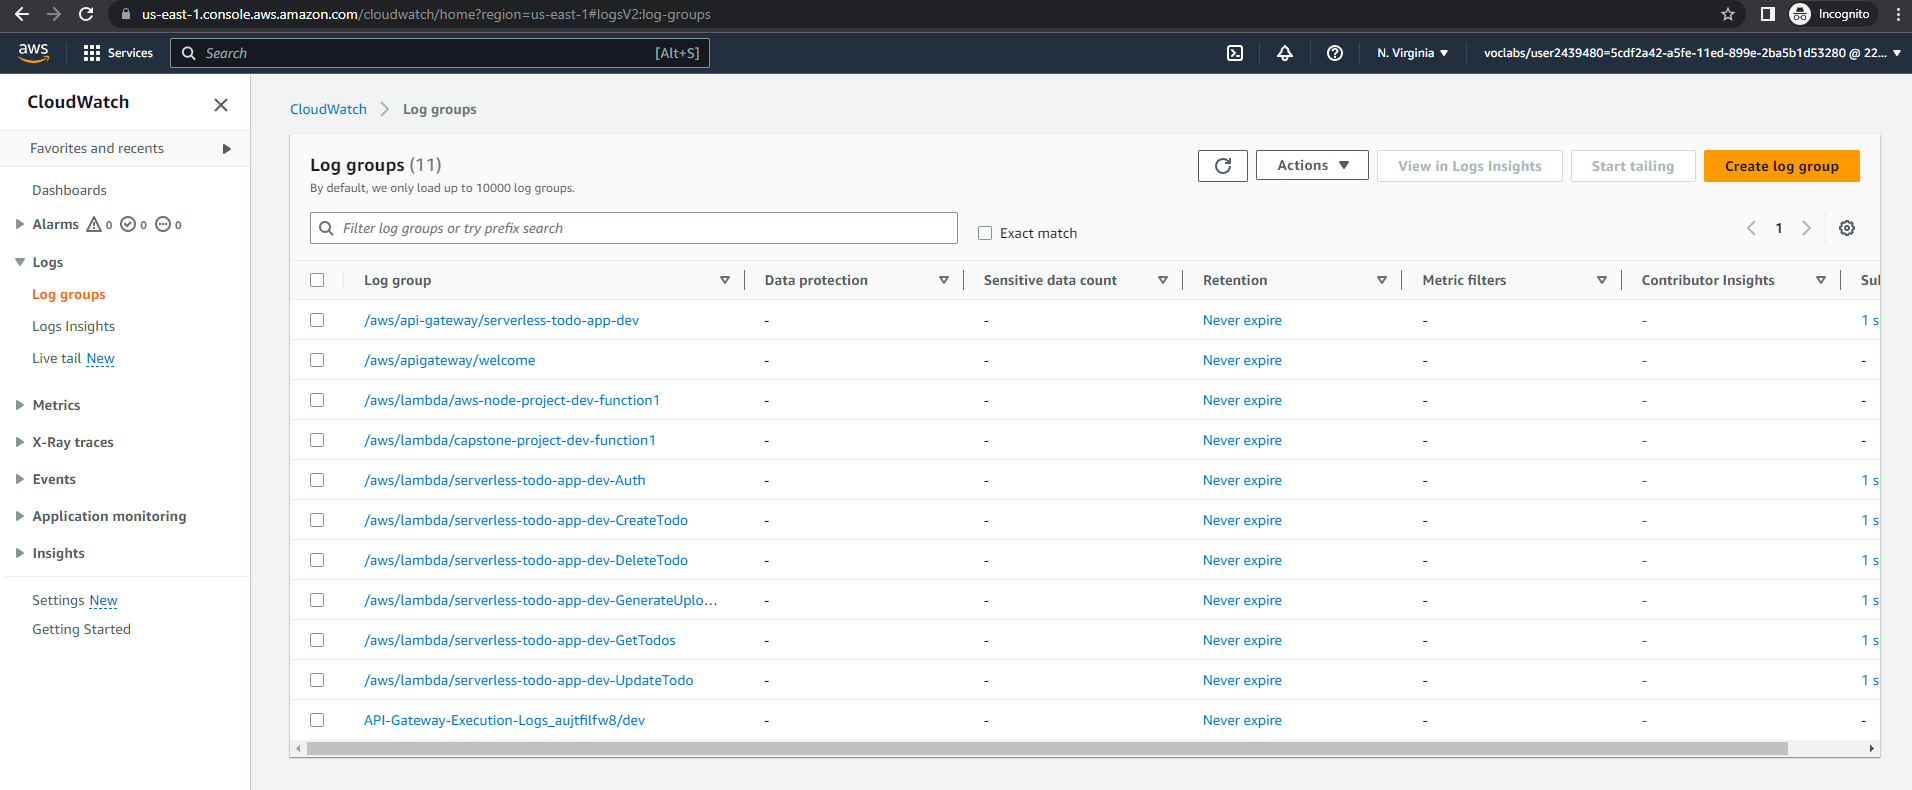 us-east-1.console.aws.amazon.com/cloudwatch/home?region=us-east-1#logsV2:log-groups Incognito
aws Services Search [Alt+S] N. Virginia voclabs/user2439480=5cdf2a42-a5fe-11ed-899e-2ba5b1d53280 @ 22...
CloudWatch
Favorites and recents
Dashboards
Alarms 0 0 0
Logs
Log groups
Logs Insights
Live tail New
Metrics
X-Ray traces
Events
Application monitoring
Insights
Settings New
Getting Started
CloudWatch Log groups
Log groups (11) Actions View in Logs Insights Start tailing Create log group
By default, we only load up to 10000 log groups.
Filter log groups or try prefix search Exact match 1
Log group Data protection Sensitive data count Retention Metric filters Contributor Insights
/aws/api-gateway/serverless-todo-app-dev - - Never expire - - 1 s
/aws/apigateway/welcome - - Never expire - - -
/aws/lambda/aws-node-project-dev-function1 - - Never expire - - -
/aws/lambda/capstone-project-dev-function1 - - Never expire - - -
/aws/lambda/serverless-todo-app-dev-Auth - - Never expire - - 1 s
/aws/lambda/serverless-todo-app-dev-CreateTodo - - Never expire - - 1 s
/aws/lambda/serverless-todo-app-dev-DeleteTodo - - Never expire - - 1 s
/aws/lambda/serverless-todo-app-dev-GenerateUplo... - - Never expire - - 1 s
/aws/lambda/serverless-todo-app-dev-GetTodos - - Never expire - - 1 s
/aws/lambda/serverless-todo-app-dev-UpdateTodo - - Never expire - - 1 s
API-Gateway-Execution-Logs_aujtfilfw8/dev - - Never expire - - -